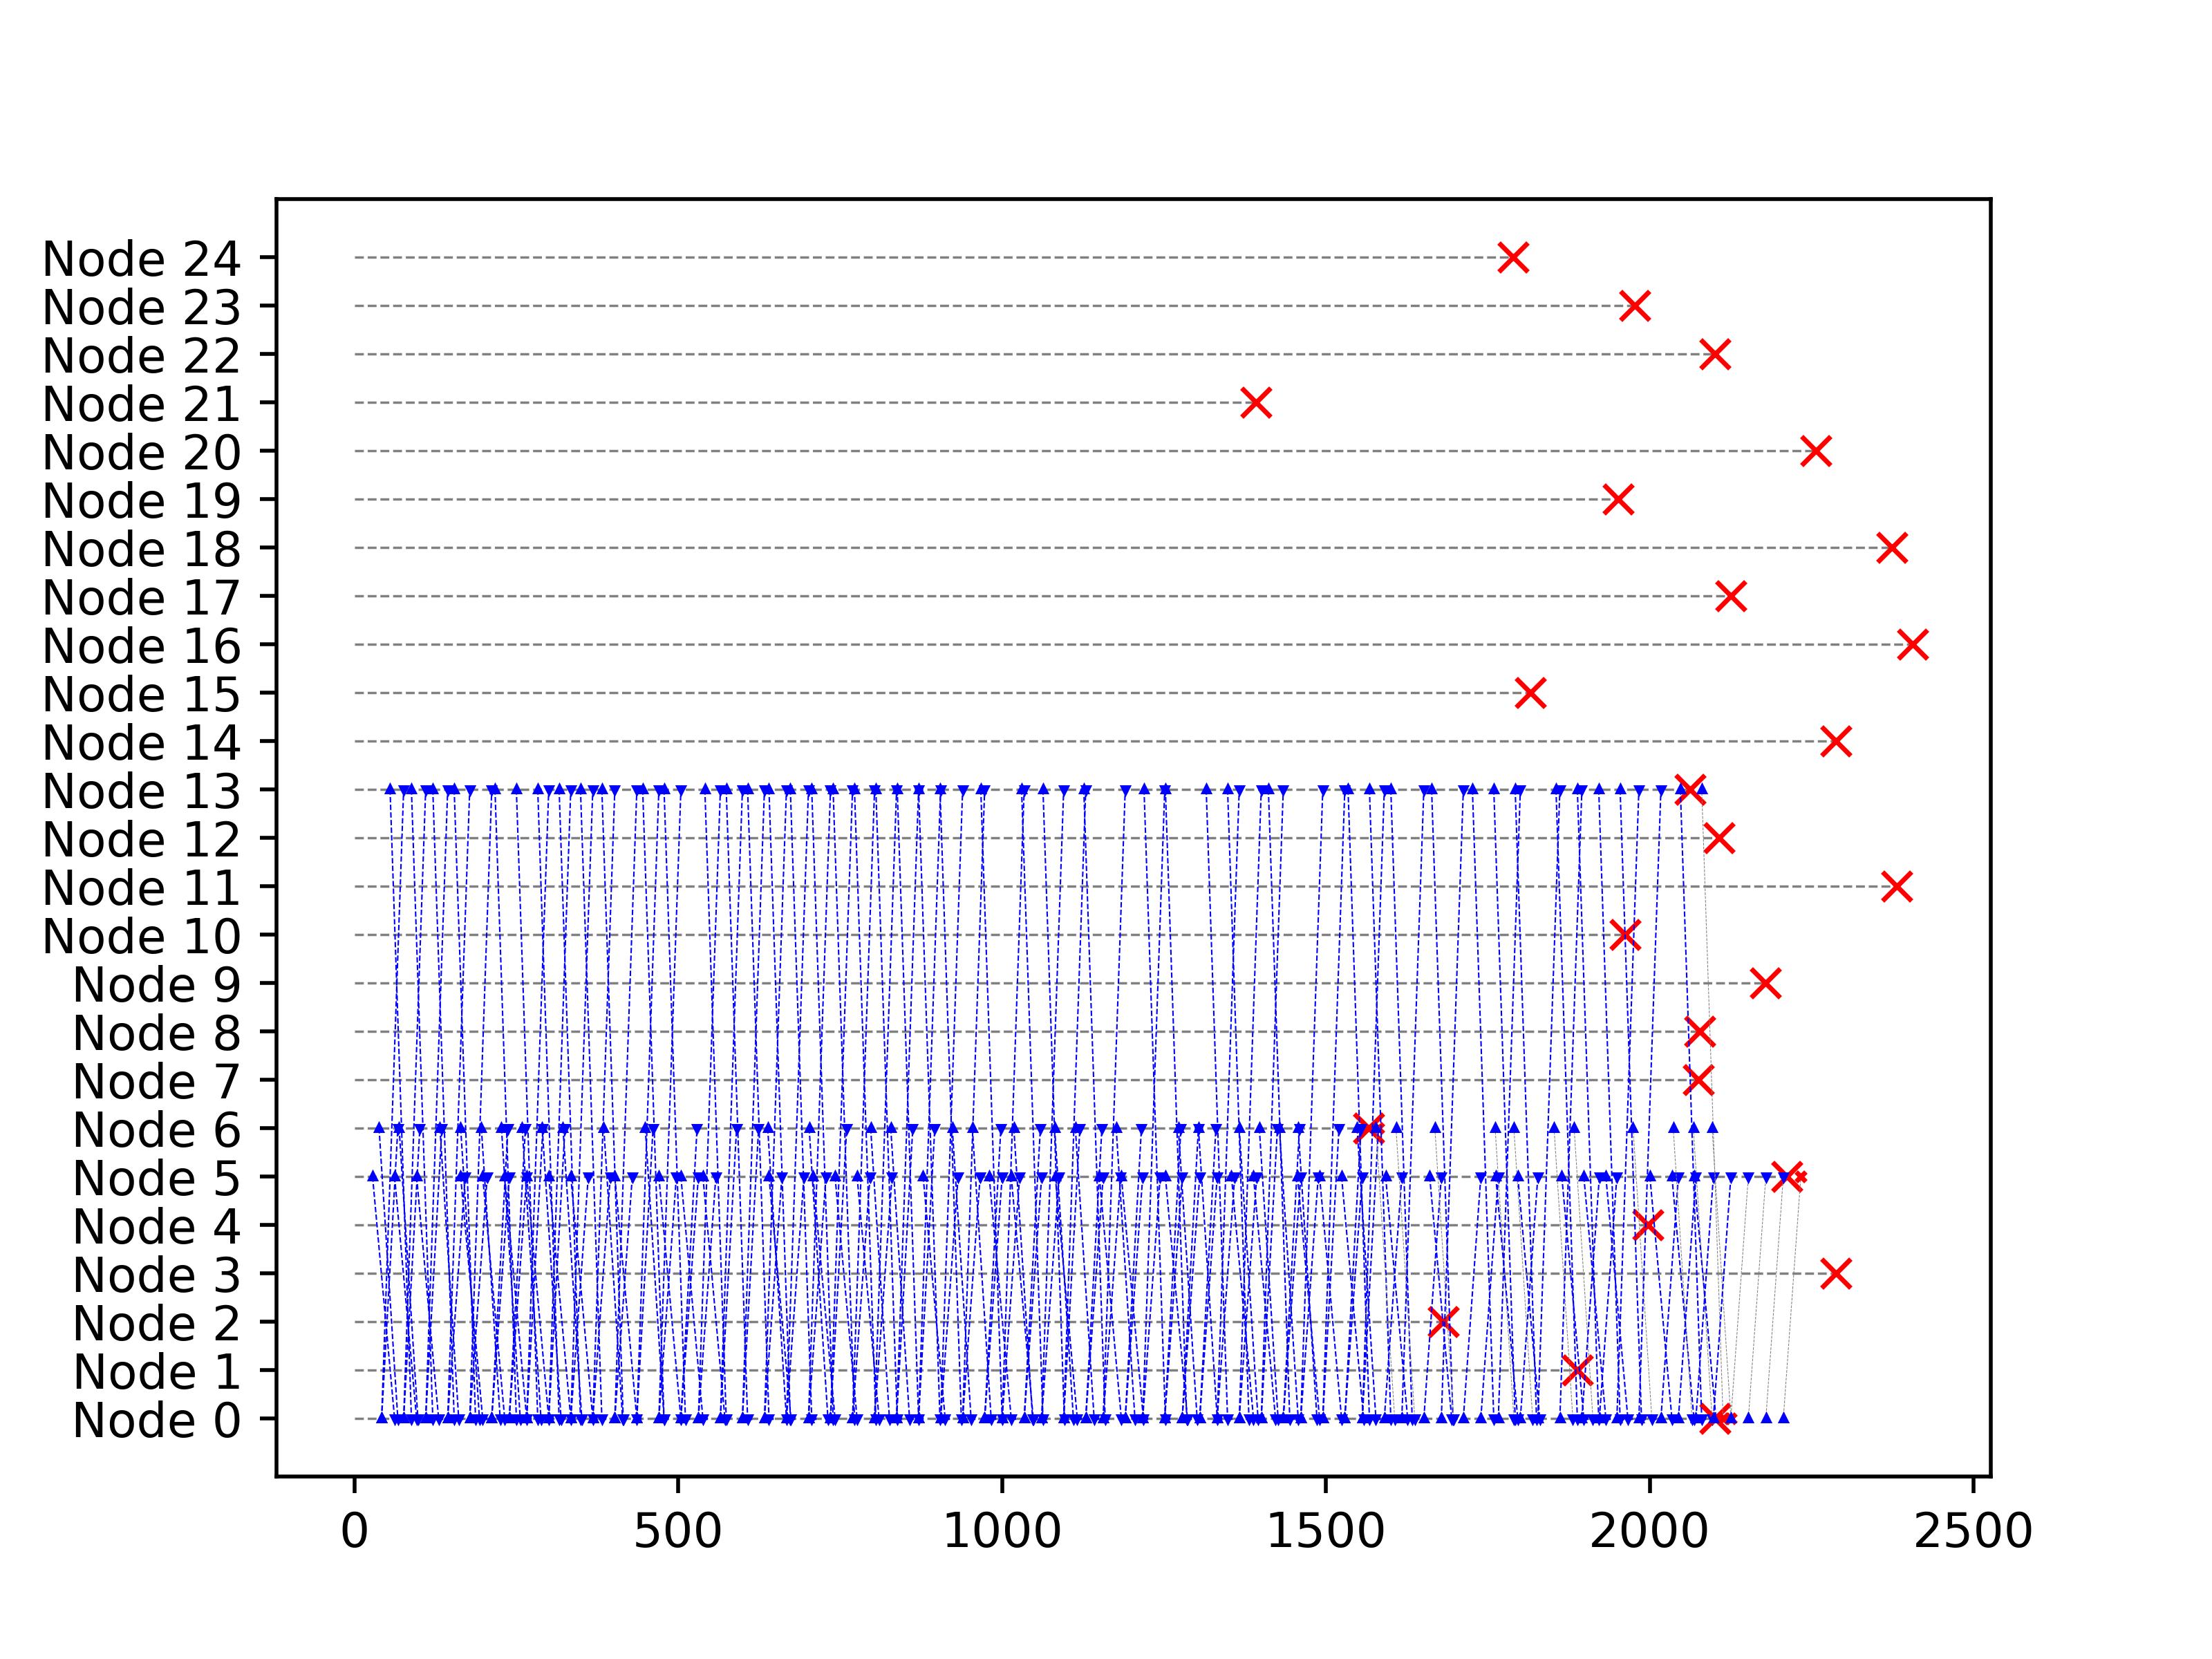 Node 24
Node 23
Node 22
Node 21
Node 20
Node 19
Node 18
Node 17
Node 16
Node 15
Node 14
Node 13
Node 12
Node 11
Node 10
Node 9
Node 8
Node 7
Node 6
Node 5
Node 4
Node 3
Node 2
Node 1
Node 0
0 500 1000 1500 2000 2500